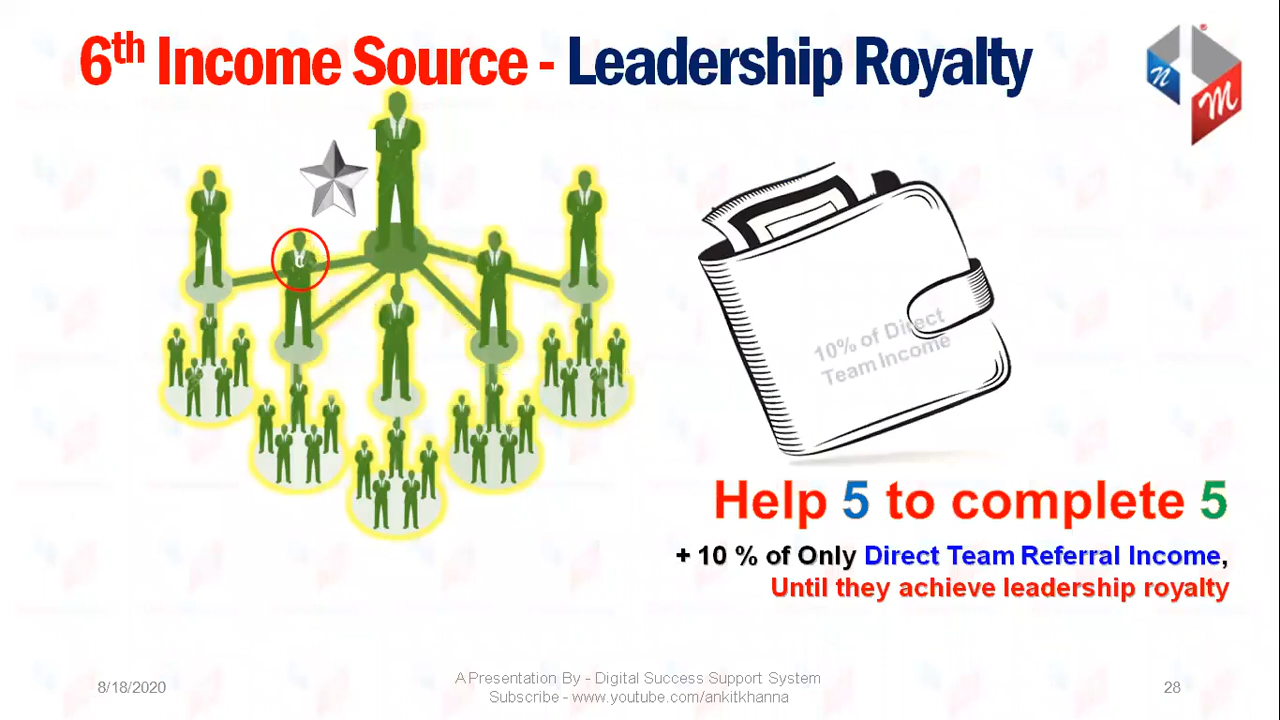 6th Income Source - Leadership Royalty
n
M
10% of Direct
Team Income
Help 5 to complete 5
+ 10 % of Only Direct Team Referral Income,
Until they achieve leadership royalty
8/18/2020
A Presentation By - Digital Success Support System
Subscribe - www.youtube.com/ankitkhanna
28